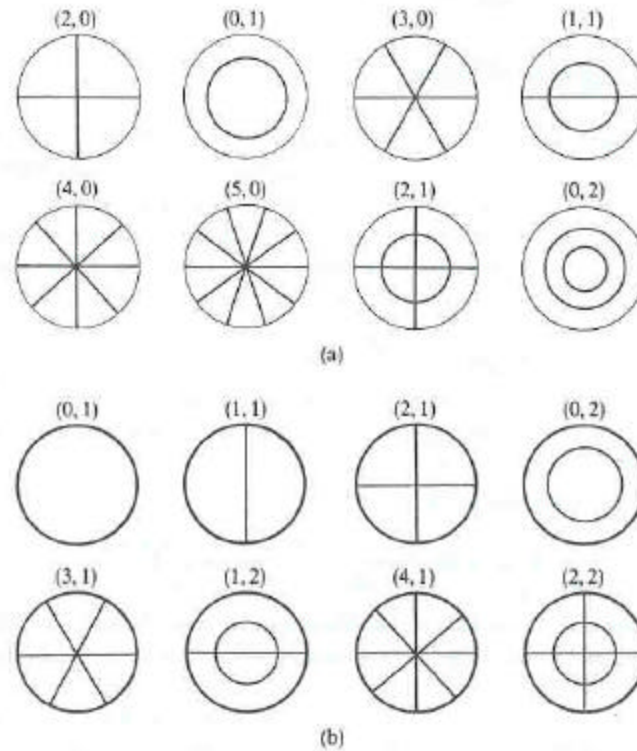 (2, 0) (0, 1) (3, 0) (1, 1)
(4, 0) (5, 0) (2, 1) (0, 2)
(a)
(0, 1) (1, 1) (2, 1) (0, 2)
(3, 1) (1, 2) (4, 1) (2, 2)
(b)